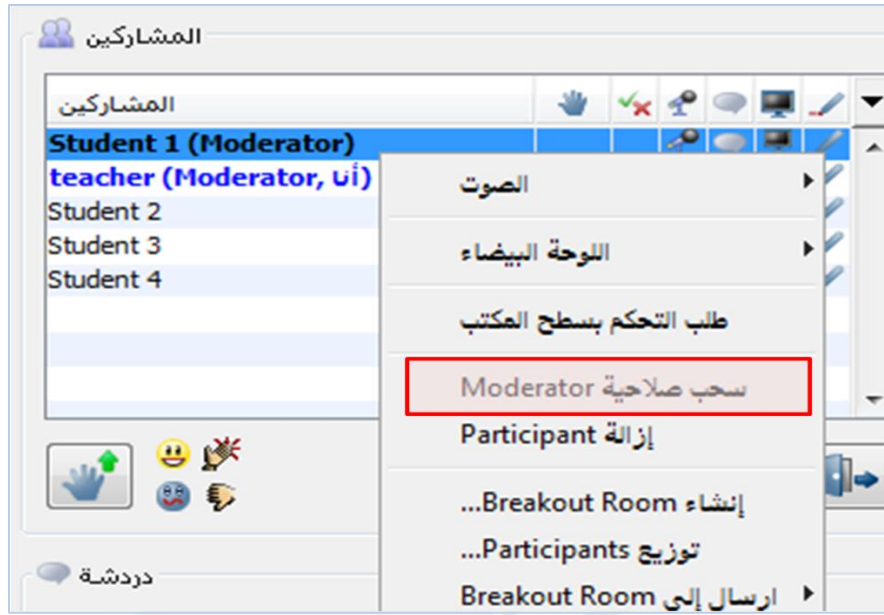 المشاركين
المشاركين
Student 1 (Moderator)
teacher (Moderator, أنا)
Student 2
Student 3
Student 4
الصوت
اللوحة البيضاء
طلب التحكم بسطح المكتب
سحب صلاحية Moderator
إزالة Participant
إنشاء Breakout Room...
توزيع Participants...
ارسال إلى Breakout Room
دردشة